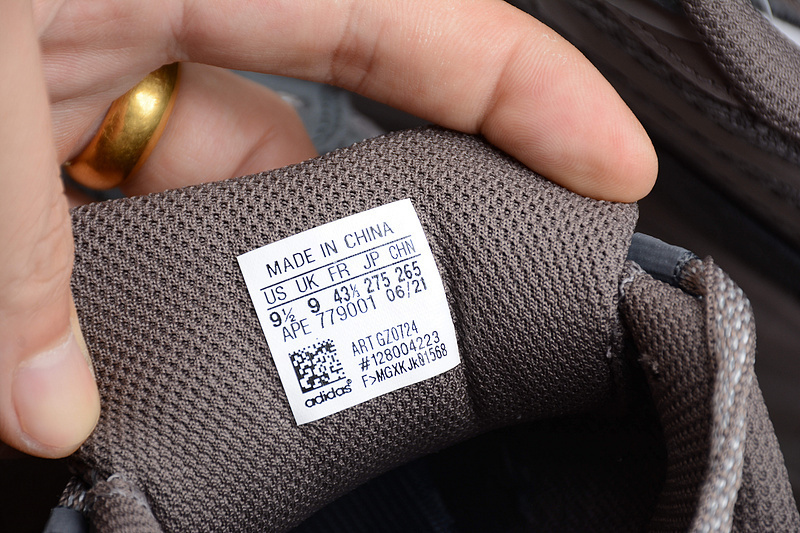 MADE IN CHINA
US UK FR JP CHN
9½ 9 43⅓ 275 265
APE 779001 06/21
ART GZ0724
#128004223
F>MGXKJK91568
adidas®